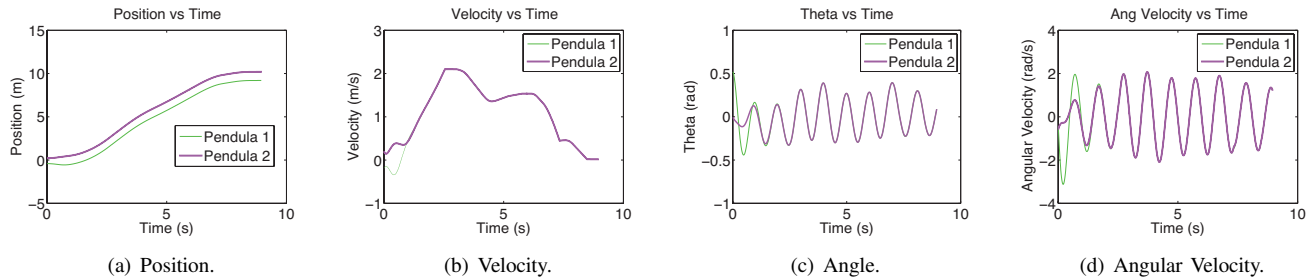 Position vs Time
Position (m)
15
10
5
0
−5
0
5
10
Time (s)
Pendula 1
Pendula 2
(a) Position.
Velocity vs Time
Velocity (m/s)
3
2
1
0
−1
0
5
10
Time (s)
Pendula 1
Pendula 2
(b) Velocity.
Theta vs Time
Theta (rad)
1
0.5
0
−0.5
−1
0
5
10
Time (s)
Pendula 1
Pendula 2
(c) Angle.
Ang Velocity vs Time
Angular Velocity (rad/s)
4
2
0
−2
−4
0
5
10
Time (s)
Pendula 1
Pendula 2
(d) Angular Velocity.